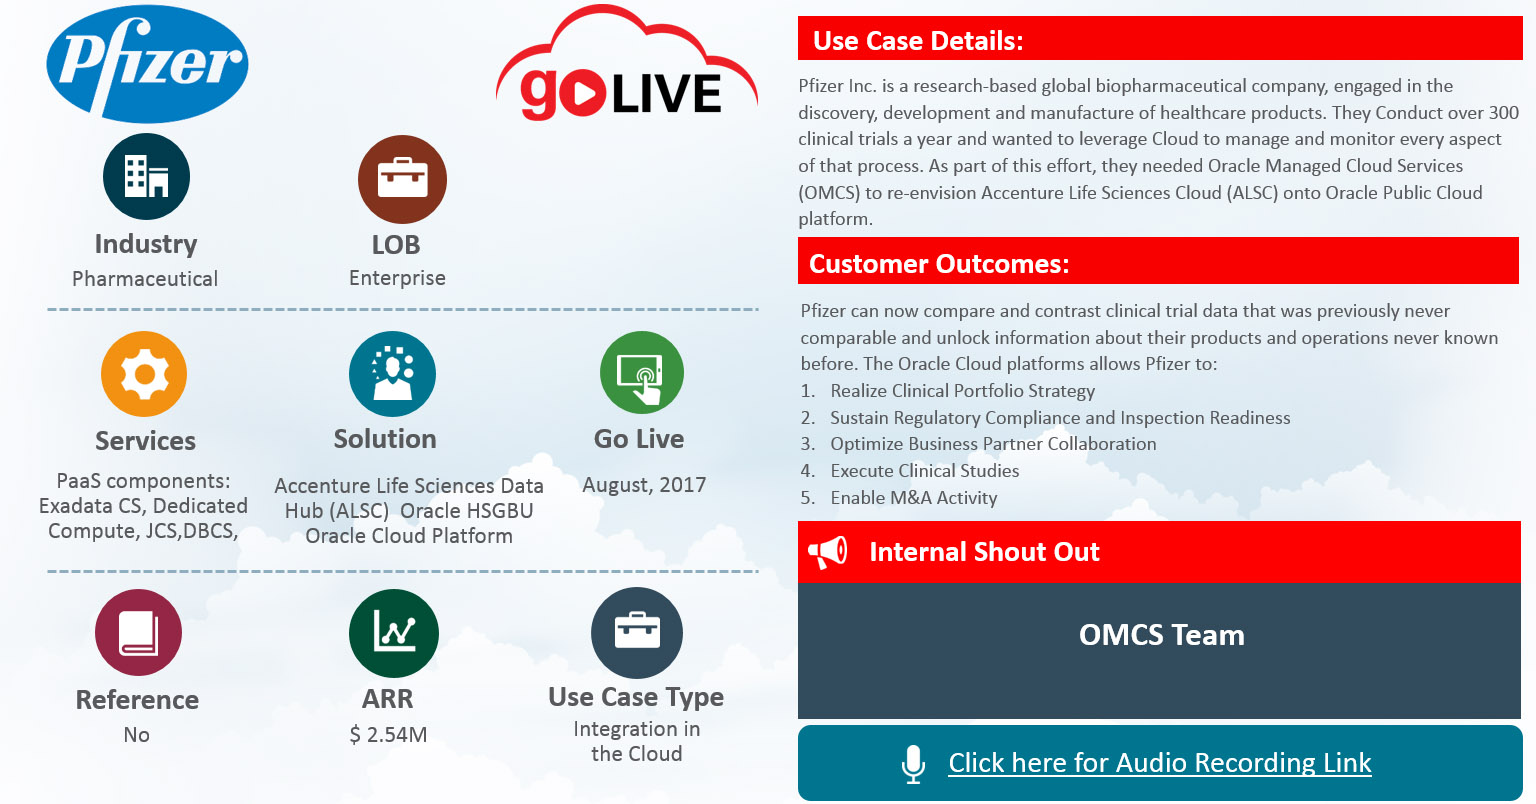 Pfizer
goLIVE
Industry
Pharmaceutical
LOB
Enterprise
Services
PaaS components:
Exadata CS, Dedicated
Compute, JCS,DBCS,
Solution
Accenture Life Sciences Data
Hub (ALSC)  Oracle HSGBU
Oracle Cloud Platform
Go Live
August, 2017
Reference
No
ARR
$ 2.54M
Use Case Type
Integration in
the Cloud
Use Case Details:
Pfizer Inc. is a research-based global biopharmaceutical company, engaged in the
discovery, development and manufacture of healthcare products. They Conduct over 300
clinical trials a year and wanted to leverage Cloud to manage and monitor every aspect
of that process. As part of this effort, they needed Oracle Managed Cloud Services
(OMCS) to re-envision Accenture Life Sciences Cloud (ALSC) onto Oracle Public Cloud
platform.
Customer Outcomes:
Pfizer can now compare and contrast clinical trial data that was previously never
comparable and unlock information about their products and operations never known
before. The Oracle Cloud platforms allows Pfizer to:
1. Realize Clinical Portfolio Strategy
2. Sustain Regulatory Compliance and Inspection Readiness
3. Optimize Business Partner Collaboration
4. Execute Clinical Studies
5. Enable M&A Activity
Internal Shout Out
OMCS Team
Click here for Audio Recording Link